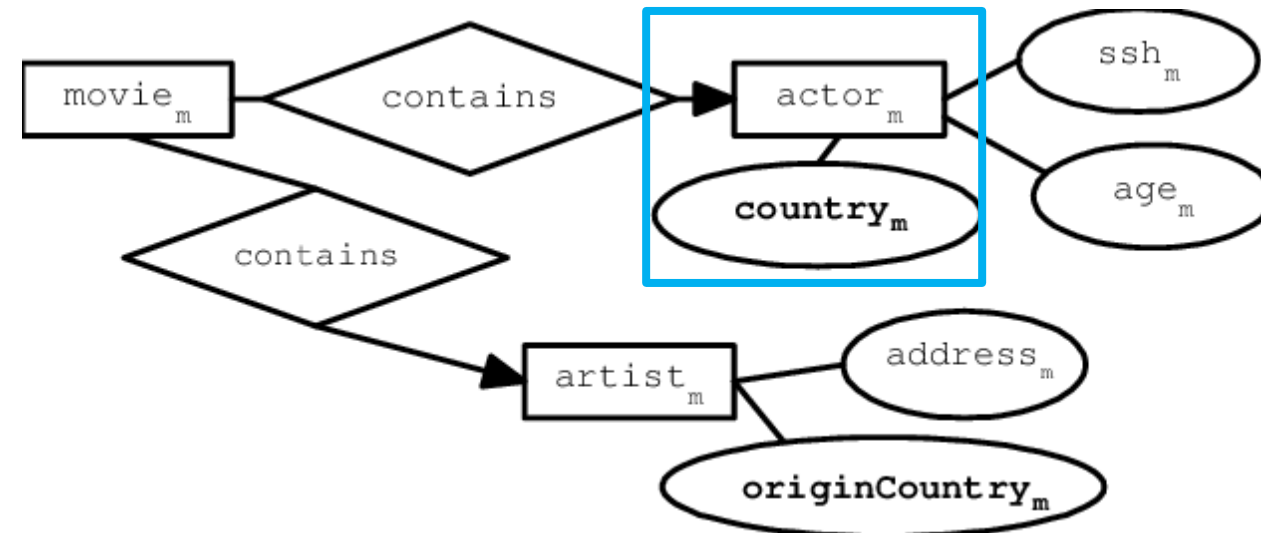 movie_m
contains
actor_m
ssh_m
country_m
age_m
contains
artist_m
address_m
originCountry_m